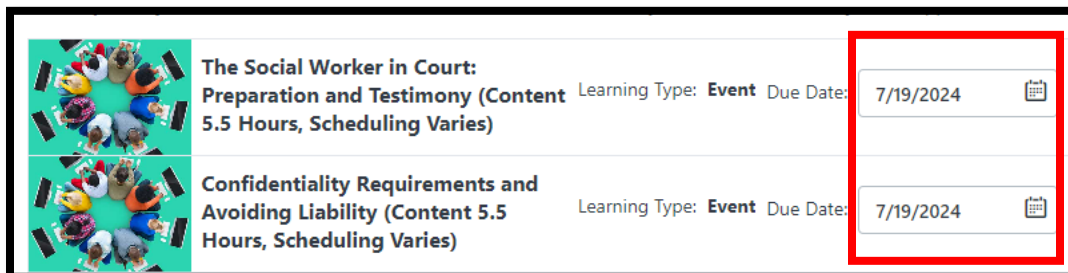 The Social Worker in Court:
Preparation and Testimony (Content
5.5 Hours, Scheduling Varies)
Learning Type: Event Due Date:
7/19/2024
Confidentiality Requirements and
Avoiding Liability (Content 5.5
Hours, Scheduling Varies)
Learning Type: Event Due Date:
7/19/2024